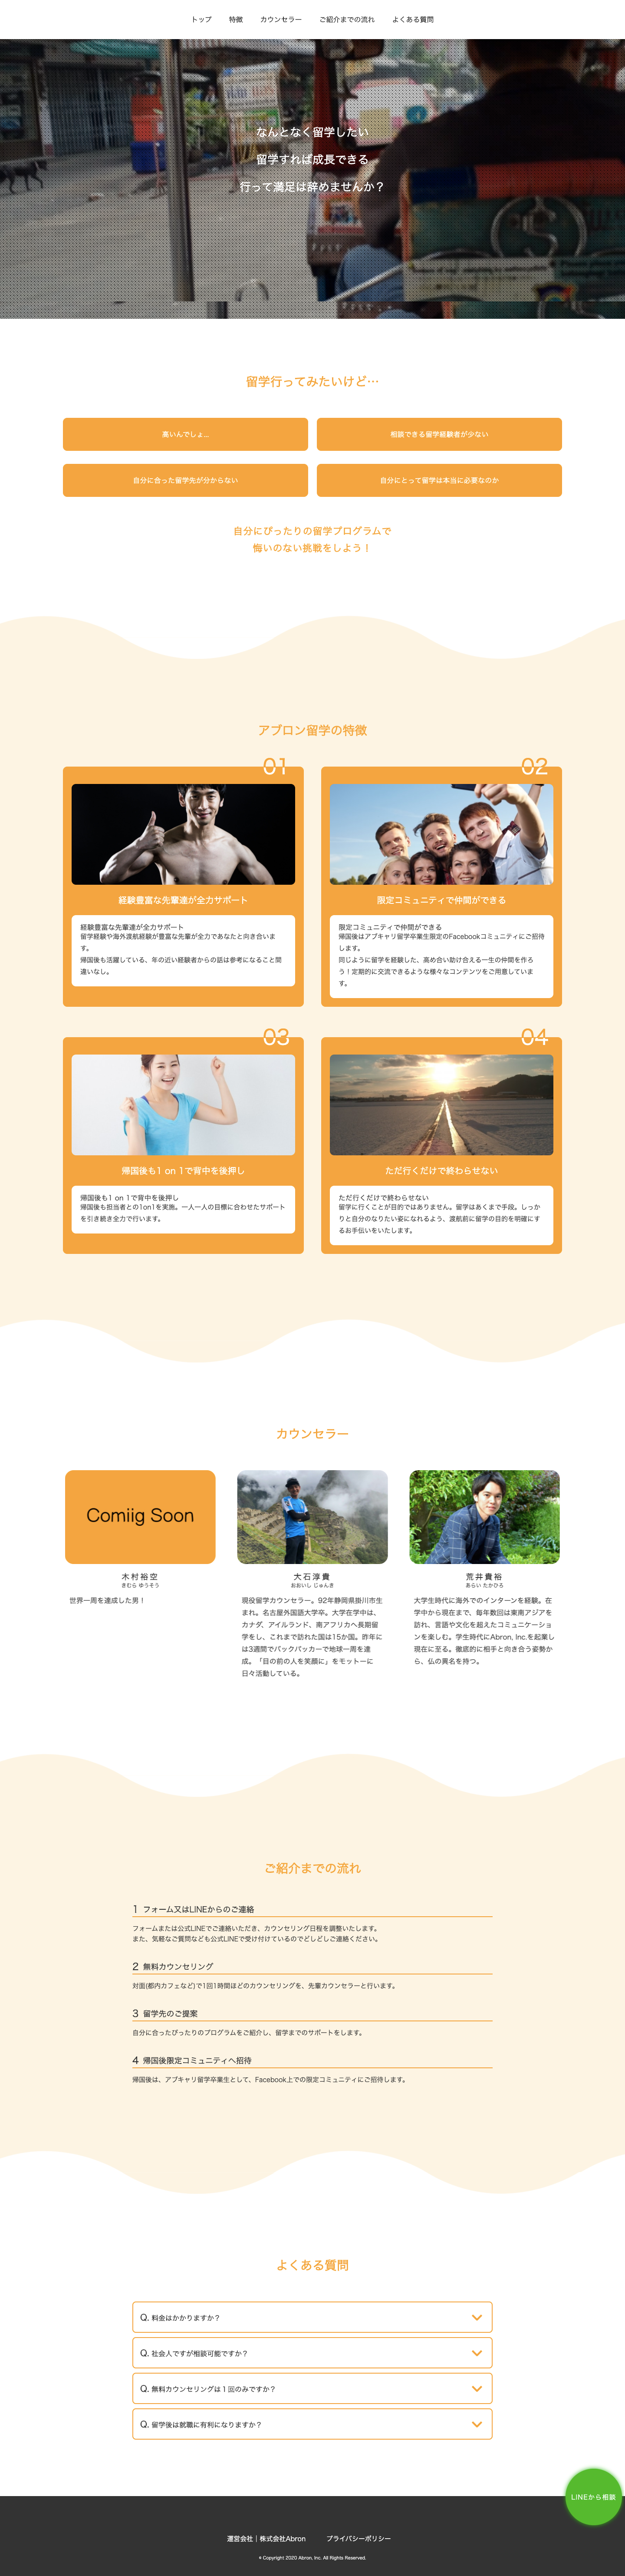 トップ 特徴 カウンセラー ご紹介までの流れ よくある質問
なんとなく留学したい
留学すれば成長できる
行って満足は辞めませんか？
留学行ってみたいけど…
高いんでしょ...
相談できる留学経験者が少ない
自分に合った留学先が分からない
自分にとって留学は本当に必要なのか
自分にぴったりの留学プログラムで
悔いのない挑戦をしよう！
アブロン留学の特徴
01
経験豊富な先輩達が全力サポート
経験豊富な先輩達が全力サポート
留学経験や海外渡航経験が豊富な先輩が全力であなたと向き合いま
す。
帰国後も活躍している、年の近い経験者からの話は参考になること間
違いなし。
02
限定コミュニティで仲間ができる
限定コミュニティで仲間ができる
帰国後はアブキャリ留学卒業生限定のFacebookコミュニティにご招待
します。
同じように留学を経験した、高め合い助け合える一生の仲間を作ろ
う！定期的に交流できるような様々なコンテンツをご用意していま
す。
03
帰国後も1 on 1で背中を後押し
帰国後も1 on 1で背中を後押し
帰国後も担当者との1on1を実施。一人一人の目標に合わせたサポート
を引き続き全力で行います。
04
ただ行くだけで終わらせない
ただ行くだけで終わらせない
留学に行くことが目的ではありません。留学はあくまで手段。しっか
りと自分のなりたい姿になれるよう、渡航前に留学の目的を明確にす
るお手伝いをいたします。
カウンセラー
Comiig Soon
木村裕空
きむら ゆうそう
世界一周を達成した男！
大石淳貴
おおいし じゅんき
現役留学カウンセラー。92年静岡県掛川市生
まれ。名古屋外国語大学卒。大学在学中は、
カナダ、アイルランド、南アフリカへ長期留
学をし、これまで訪れた国は15か国。昨年に
は3週間でバックパッカーで地球一周を達
成。「目の前の人を笑顔に」をモットーに
日々活動している。
荒井貴裕
あらい たかひろ
大学生時代に海外でのインターンを経験。在
学中から現在まで、毎年数回は東南アジアを
訪れ、言語や文化を超えたコミュニケーショ
ンを楽しむ。学生時代にAbron, Inc.を起業し
現在に至る。徹底的に相手と向き合う姿勢か
ら、仏の異名を持つ。
ご紹介までの流れ
1 フォーム又はLINEからのご連絡
フォームまたは公式LINEでご連絡いただき、カウンセリング日程を調整いたします。
また、気軽なご質問なども公式LINEで受け付けているのでどしどしご連絡ください。
2 無料カウンセリング
対面(都内カフェなど)で1回1時間ほどのカウンセリングを、先輩カウンセラーと行います。
3 留学先のご提案
自分に合ったぴったりのプログラムをご紹介し、留学までのサポートをします。
4 帰国後限定コミュニティへ招待
帰国後は、アブキャリ留学卒業生として、Facebook上での限定コミュニティにご招待します。
よくある質問
Q. 料金はかかりますか？
Q. 社会人ですが相談可能ですか？
Q. 無料カウンセリングは１回のみですか？
Q. 留学後は就職に有利になりますか？
LINEから相談
運営会社｜株式会社Abron プライバシーポリシー
© Copyright 2020 Abron, Inc. All Rights Reserved.